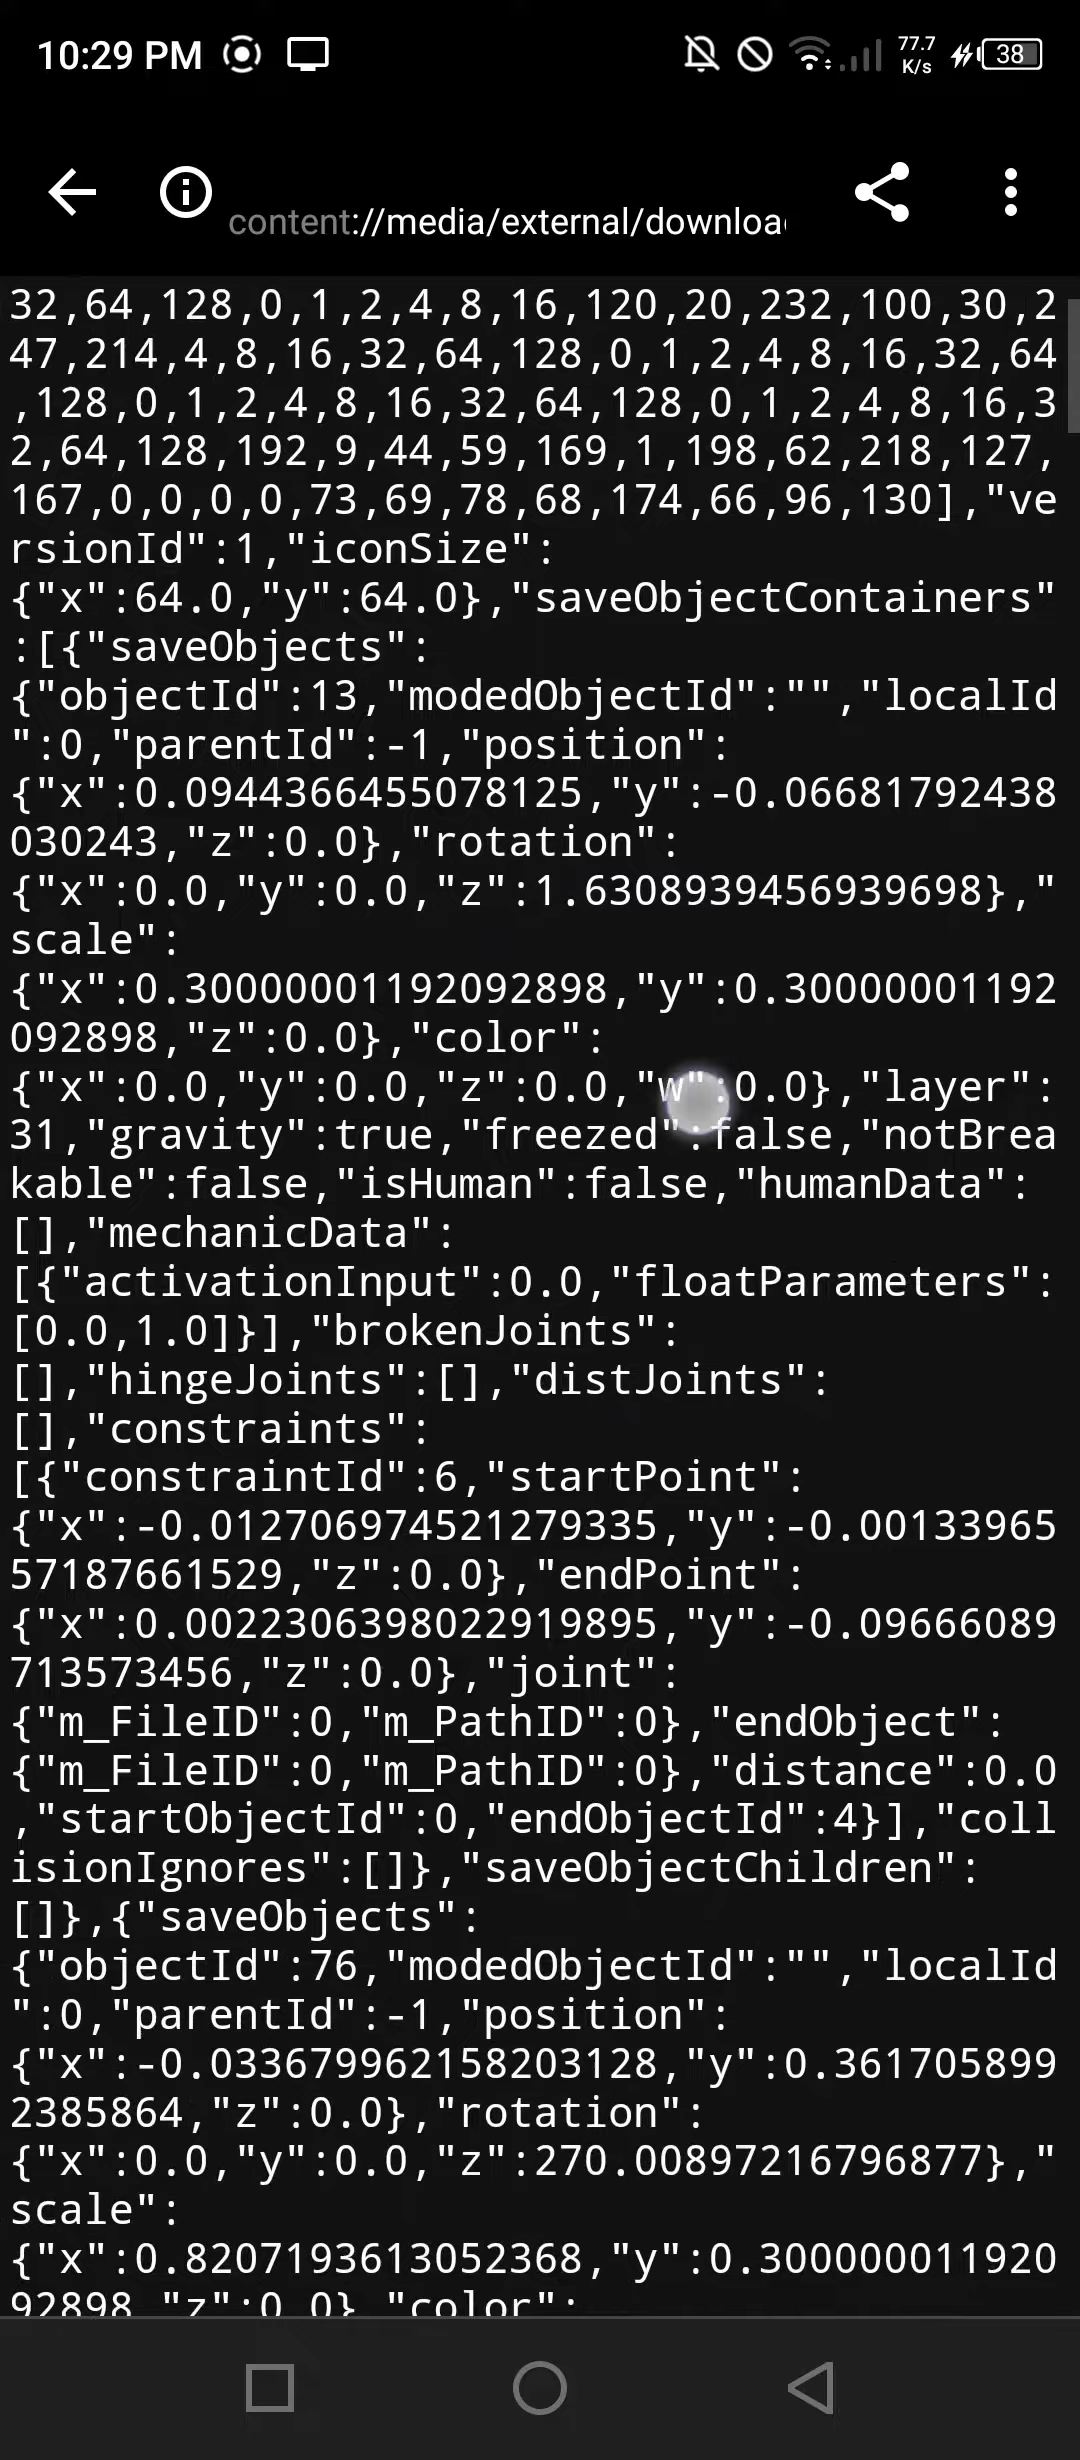 10:29 PM
77.7
K/s
38
content://media/external/downloa
32,64,128,0,1,2,4,8,16,120,20,232,100,30,2
47,214,4,8,16,32,64,128,0,1,2,4,8,16,32,64
,128,0,1,2,4,8,16,32,64,128,0,1,2,4,8,16,3
2,64,128,192,9,44,59,169,1,198,62,218,127,
167,0,0,0,0,73,69,78,68,174,66,96,130],"ve
rsionId":1,"iconSize":
{"x":64.0,"y":64.0},"saveObjectContainers"
:[{"saveObjects":
{"objectId":13,"modedObjectId":"","localId
":0,"parentId":-1,"position":
{"x":0.0944366455078125,"y":-0.06681792438
030243,"z":0.0},"rotation":
{"x":0.0,"y":0.0,"z":1.6308939456939698},"
scale":
{"x":0.30000001192092898,"y":0.30000001192
092898,"z":0.0},"color":
{"x":0.0,"y":0.0,"z":0.0,"w":0.0},"layer":
31,"gravity":true,"freezed":false,"notBrea
kable":false,"isHuman":false,"humanData":
[],"mechanicData":
[{"activationInput":0.0,"floatParameters":
[0.0,1.0]}],"brokenJoints":
[],"hingeJoints":[],"distJoints":
[],"constraints":
[{"constraintId":6,"startPoint":
{"x":-0.012706974521279335,"y":-0.00133965
57187661529,"z":0.0},"endPoint":
{"x":0.0022306398022919895,"y":-0.09666089
713573456,"z":0.0},"joint":
{"m_FileID":0,"m_PathID":0},"endObject":
{"m_FileID":0,"m_PathID":0},"distance":0.0
,"startObjectId":0,"endObjectId":4}],"coll
isionIgnores":[]},"saveObjectChildren":
[]},{"saveObjects":
{"objectId":76,"modedObjectId":"","localId
":0,"parentId":-1,"position":
{"x":-0.033679962158203128,"y":0.361705899
2385864,"z":0.0},"rotation":
{"x":0.0,"y":0.0,"z":270.00897216796877},"
scale":
{"x":0.8207193613052368,"y":0.300000011920
92898,"z":0.0},"color":